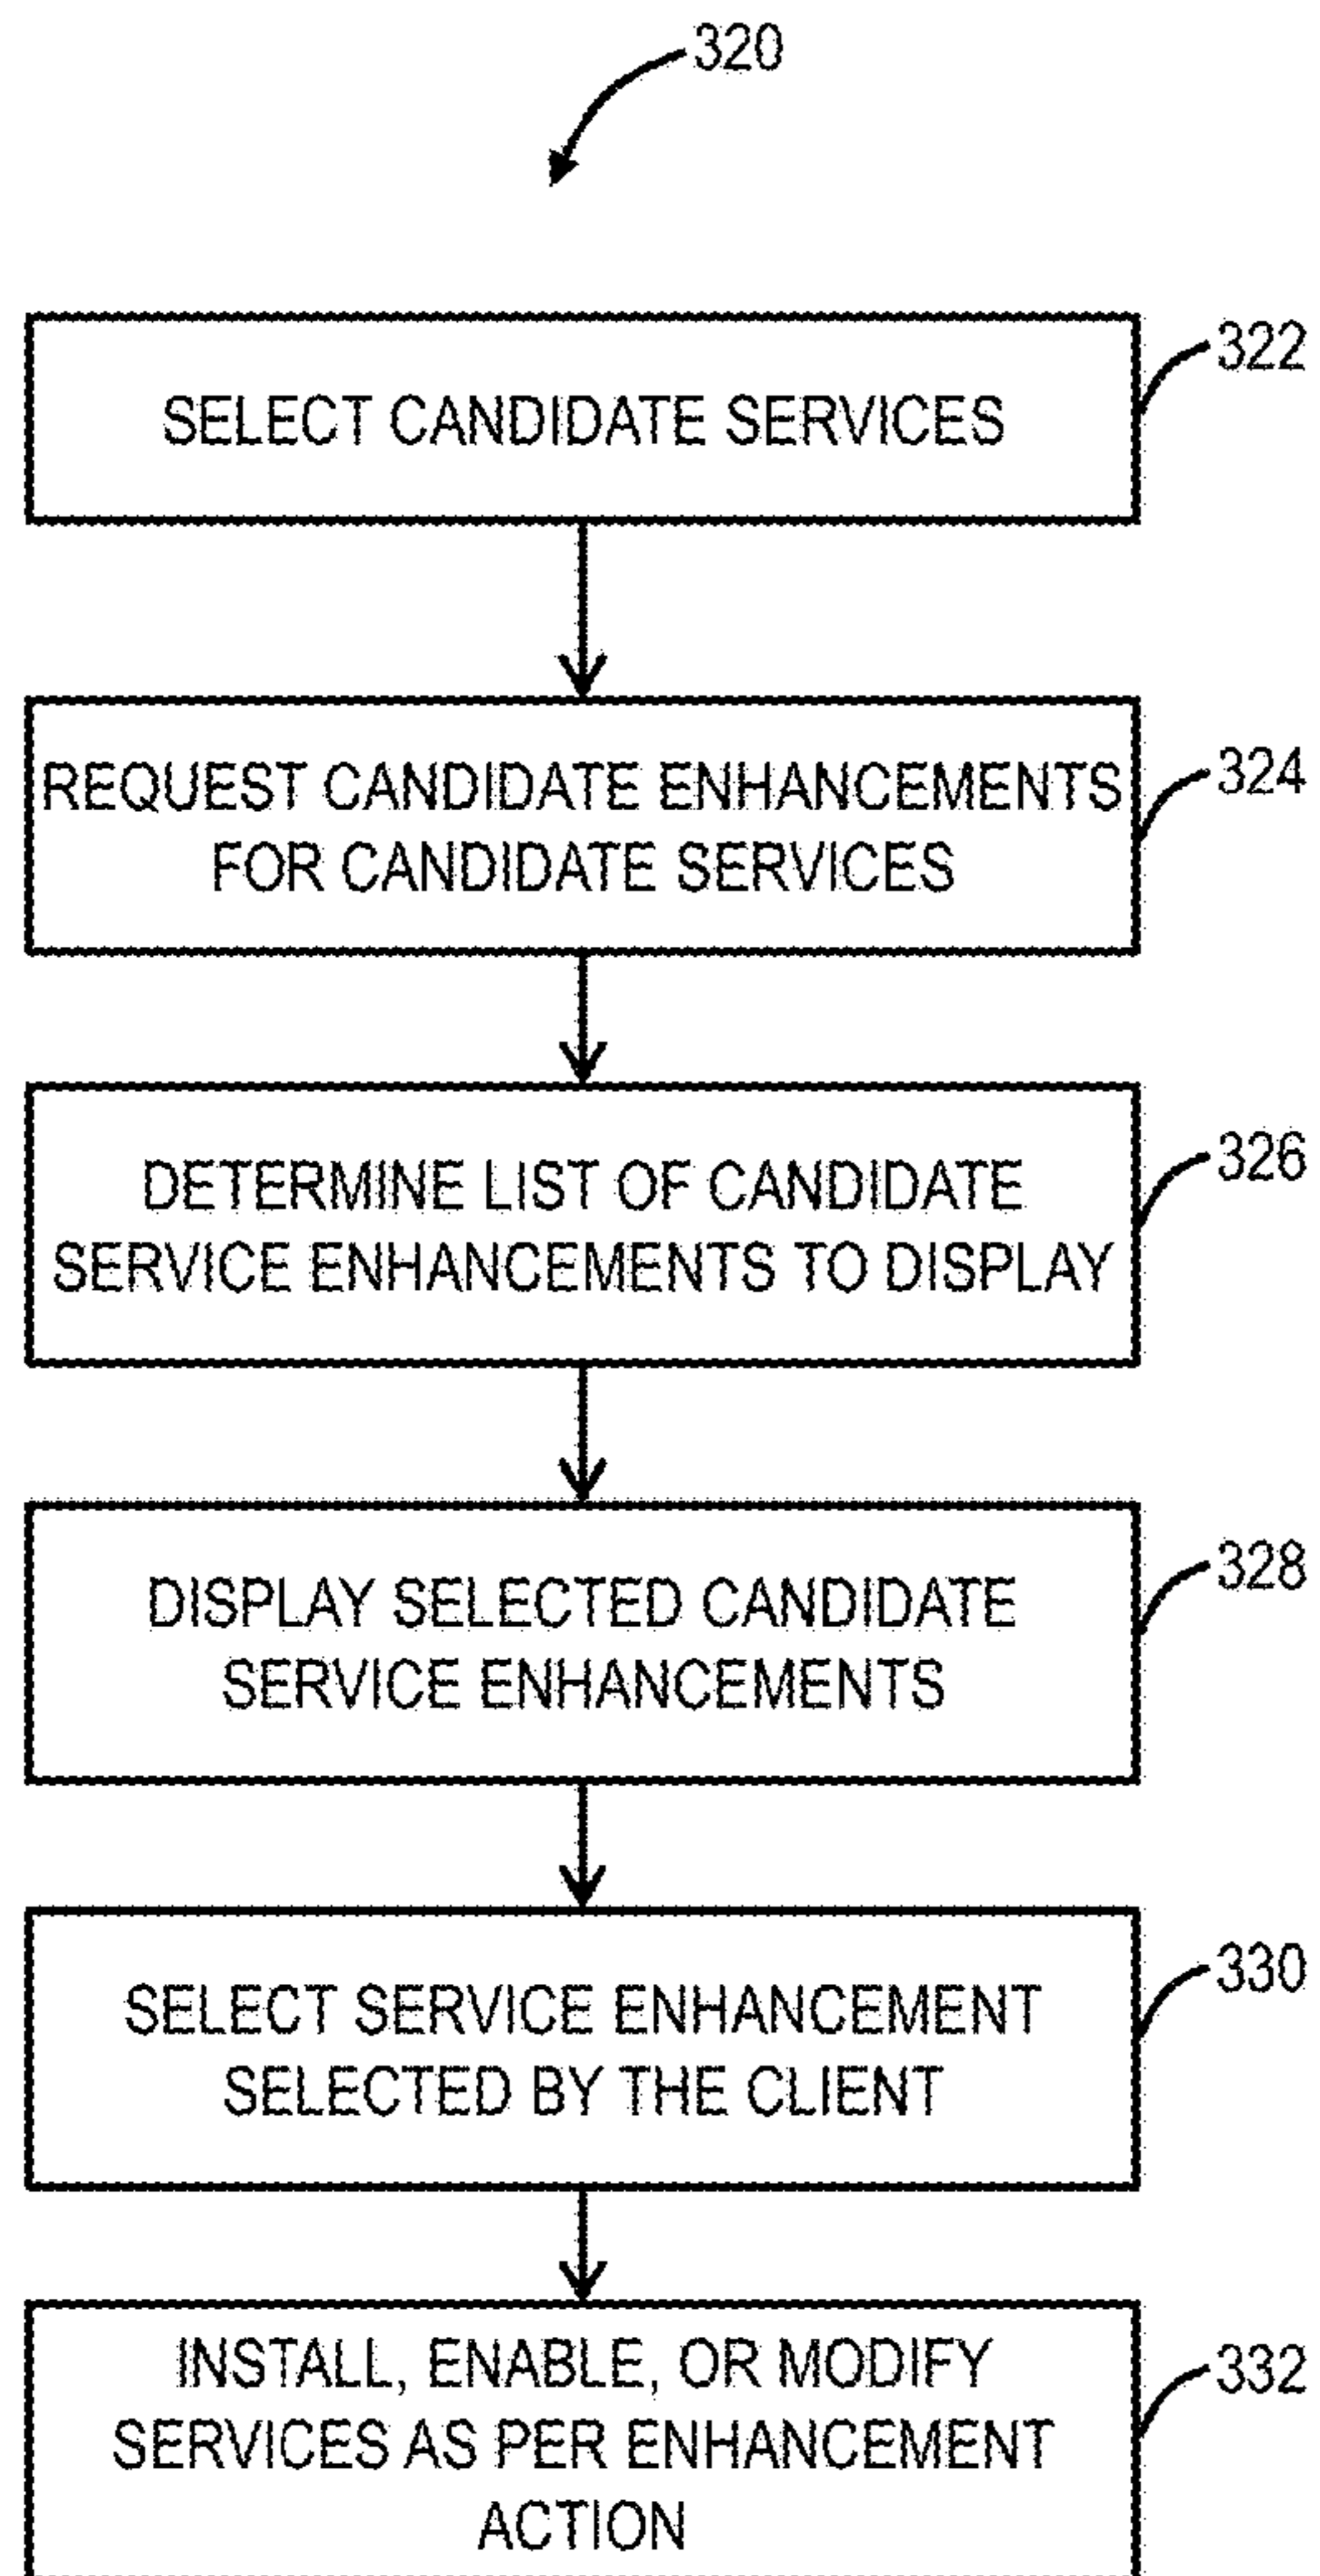 320
SELECT CANDIDATE SERVICES
322
REQUEST CANDIDATE ENHANCEMENTS
FOR CANDIDATE SERVICES
324
DETERMINE LIST OF CANDIDATE
SERVICE ENHANCEMENTS TO DISPLAY
326
DISPLAY SELECTED CANDIDATE
SERVICE ENHANCEMENTS
328
SELECT SERVICE ENHANCEMENT
SELECTED BY THE CLIENT
330
INSTALL, ENABLE, OR MODIFY
SERVICES AS PER ENHANCEMENT
ACTION
332